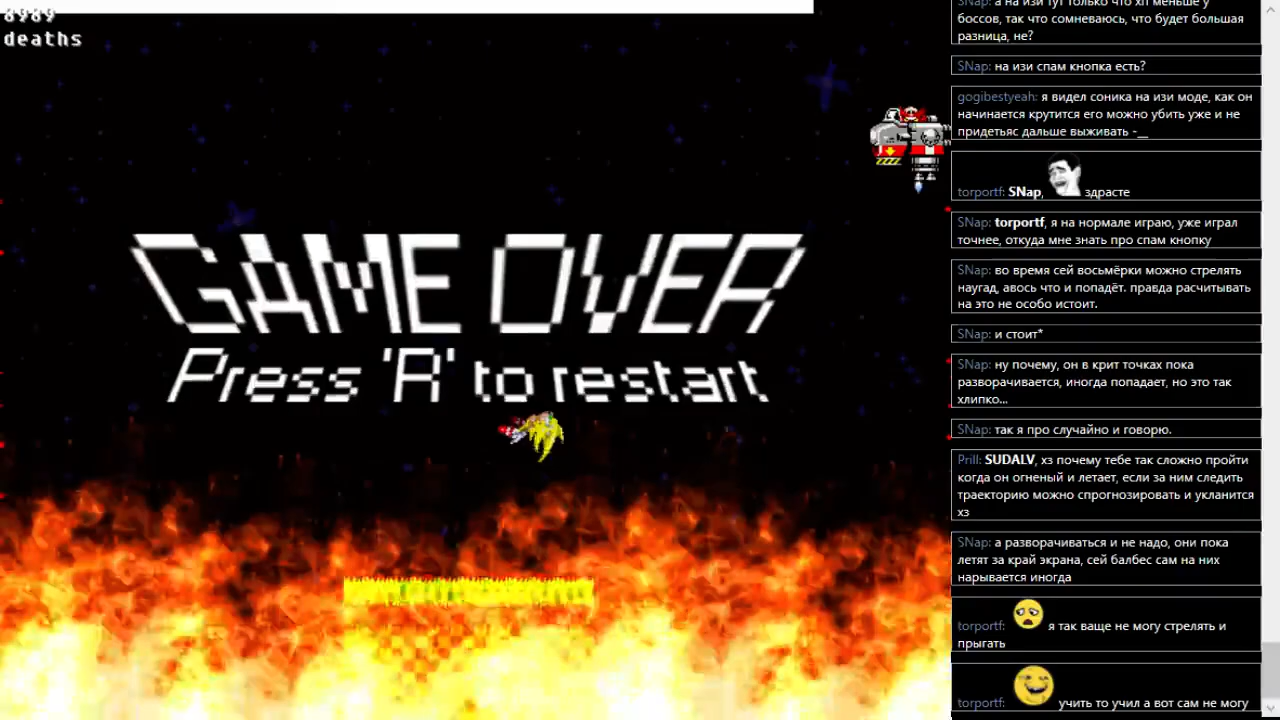 8989
deaths
GAME OVER
Press 'R' to restart
SNap: а на изи тут только что хп меньше у
боссов, так что сомневаюсь, что будет большая
разница, не?
SNap: на изи спам кнопка есть?
gogibestyeah: я видел соника на изи моде, как он
начинается крутится его можно убить уже и не
придетьяс дальше выживать -__
torportf: SNap, здрасте
SNap: torportf, я на нормале играю, уже играл
точнее, откуда мне знать про спам кнопку
SNap: во время сей восьмёрки можно стрелять
наугад, авось что и попадёт. правда расчитывать
на это не особо истоит.
SNap: и стоит*
SNap: ну почему, он в крит точках пока
разворачивается, иногда попадает, но это так
хлипко...
SNap: так я про случайно и говорю.
Prill: SUDALV, хз почему тебе так сложно пройти
когда он огненый и летает, если за ним следить
траекторию можно спрогнозировать и укланится
хз
SNap: а разворачиваться и не надо, они пока
летят за край экрана, сей балбес сам на них
нарывается иногда
torportf: я так ваще не могу стрелять и
прыгать
torportf: учить то учил а вот сам не могу